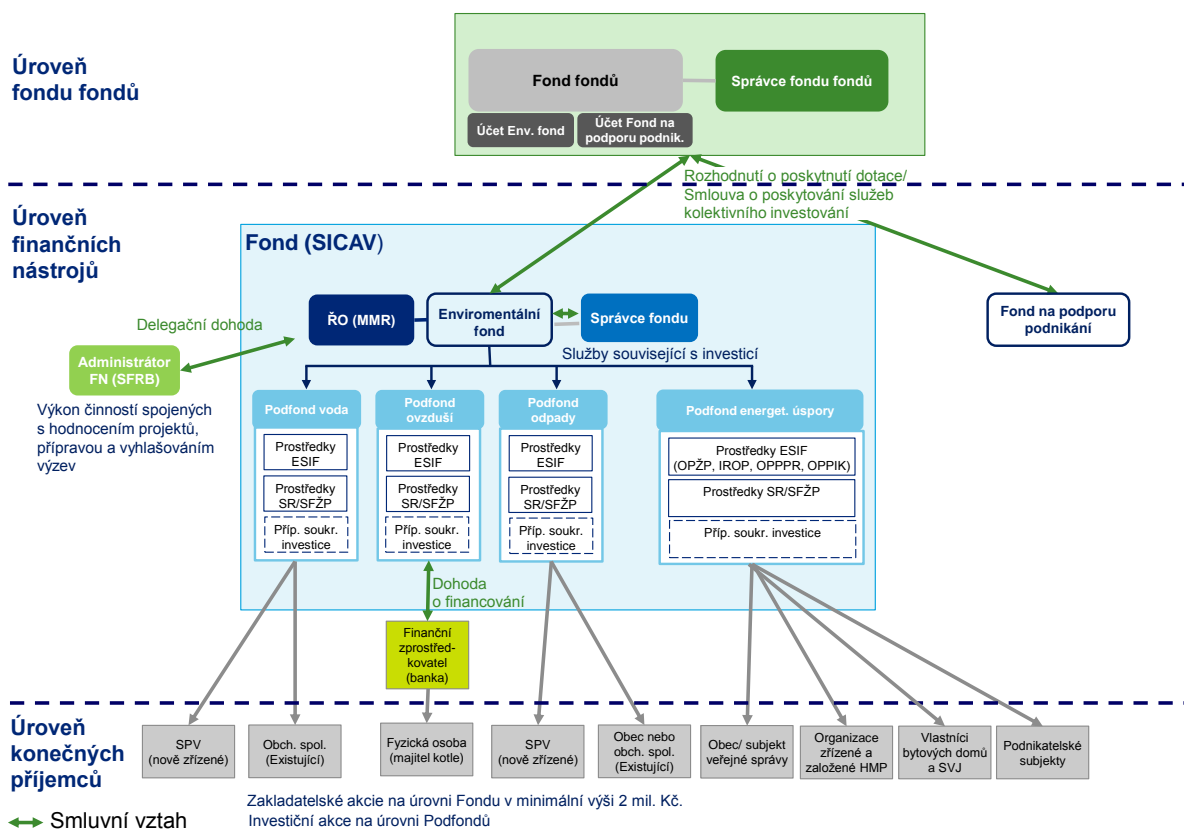 Úroveň
fondu fondů
Fond fondů
Správce fondu fondů
Účet Env. fond
Účet Fond na
podporu podnik.
Rozhodnutí o poskytnutí dotace/
Smlouva o poskytování služeb
kolektivního investování
Úroveň
finančních
nástrojů
Fond (SICAV)
ŘO (MMR)
Enviromentální
fond
Správce fondu
Fond na podporu
podnikání
Delegační dohoda
Administrátor
FN (SFRB)
Služby související s investicí
Výkon činností spojených
s hodnocením projektů,
přípravou a vyhlašováním
výzev
Podfond voda
Prostředky
ESIF
Prostředky
SR/SFŽP
Příp. soukr.
investice
Podfond
ovzduší
Prostředky
ESIF
Prostředky
SR/SFŽP
Příp. soukr.
investice
Podfond
odpady
Prostředky
ESIF
Prostředky
SR/SFŽP
Příp. soukr.
investice
Podfond energet. úspory
Prostředky ESIF
(OPŽP, IROP, OPPPR, OPPIK)
Prostředky SR/SFŽP
Příp. soukr. investice
Dohoda
o financování
Finanční
zprostřed-
kovatel
(banka)
Úroveň
konečných
příjemců
SPV
(nově zřízené)
Obch. spol.
(Existující)
Fyzická osoba
(majitel kotle)
SPV
(nově zřízené)
Obec nebo
obch. spol.
(Existující)
Obec/ subjekt
veřejné správy
Organizace
zřízené a
založené HMP
Vlastníci
bytových domů
a SVJ
Podnikatelské
subjekty
Zakladatelské akcie na úrovni Fondu v minimální výši 2 mil. Kč.
Investiční akce na úrovni Podfondů
Smluvní vztah